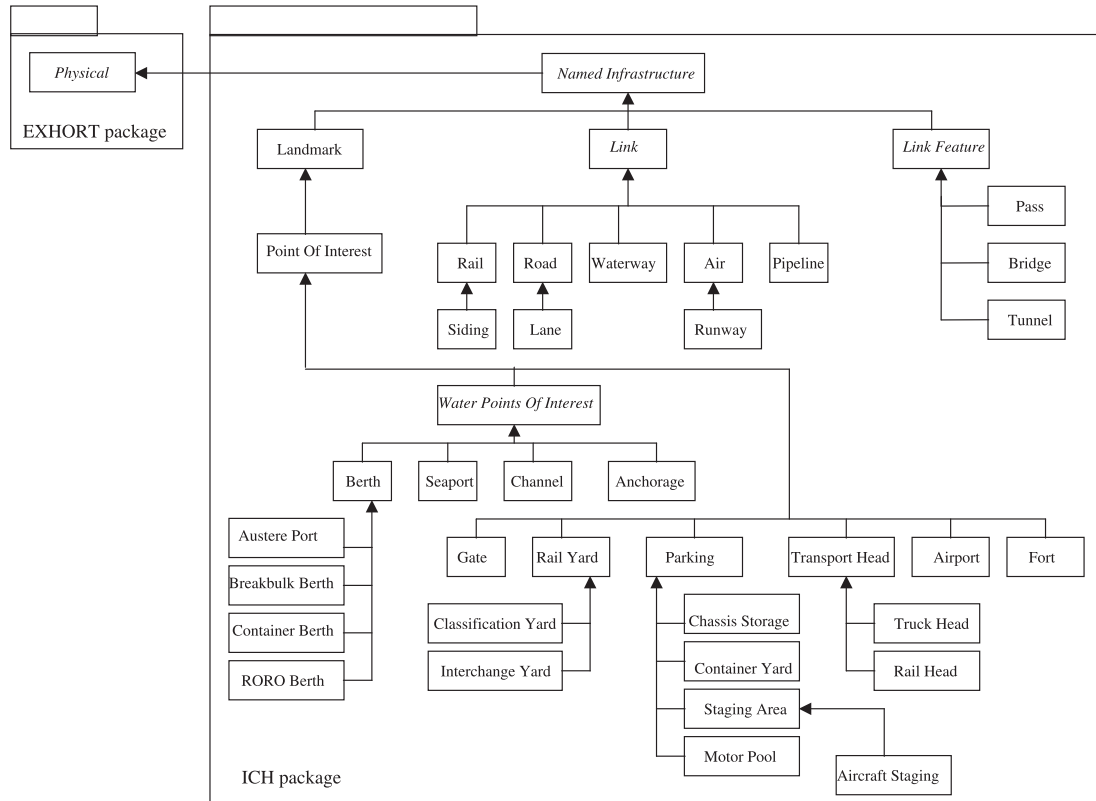 Physical
Named Infrastructure
EXHORT package
Landmark
Link
Link Feature
Pass
Point Of Interest
Rail
Road
Waterway
Air
Pipeline
Bridge
Siding
Lane
Runway
Tunnel
Water Points Of Interest
Berth
Seaport
Channel
Anchorage
Austere Port
Gate
Rail Yard
Parking
Transport Head
Airport
Fort
Breakbulk Berth
Classification Yard
Chassis Storage
Truck Head
Container Berth
Interchange Yard
Container Yard
Rail Head
RORO Berth
Staging Area
Motor Pool
Aircraft Staging
ICH package